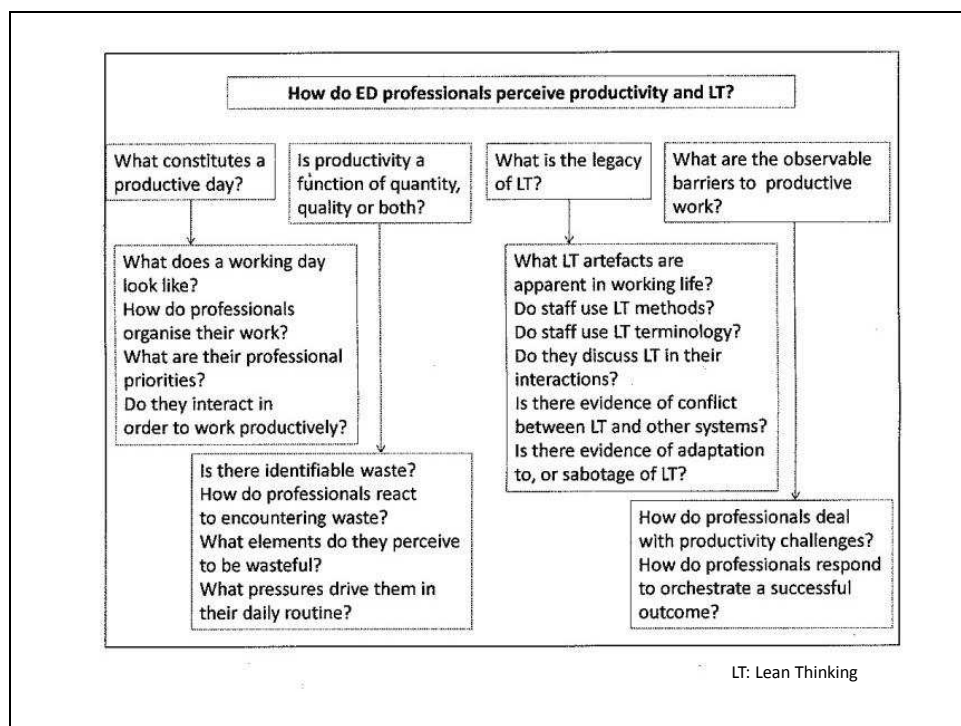 How do ED professionals perceive productivity and LT?
What constitutes a
productive day?
Is productivity a
function of quantity,
quality or both?
What is the legacy
of LT?
What are the observable
barriers to productive
work?
What does a working day
look like?
How do professionals
organise their work?
What are their professional
priorities?
Do they interact in
order to work productively?
What LT artefacts are
apparent in working life?
Do staff use LT methods?
Do staff use LT terminology?
Do they discuss LT in their
interactions?
Is there evidence of conflict
between LT and other systems?
Is there evidence of adaptation
to, or sabotage of LT?
Is there identifiable waste?
How do professionals react
to encountering waste?
What elements do they perceive
to be wasteful?
What pressures drive them in
their daily routine?
How do professionals deal
with productivity challenges?
How do professionals respond
to orchestrate a successful
outcome?
LT: Lean Thinking